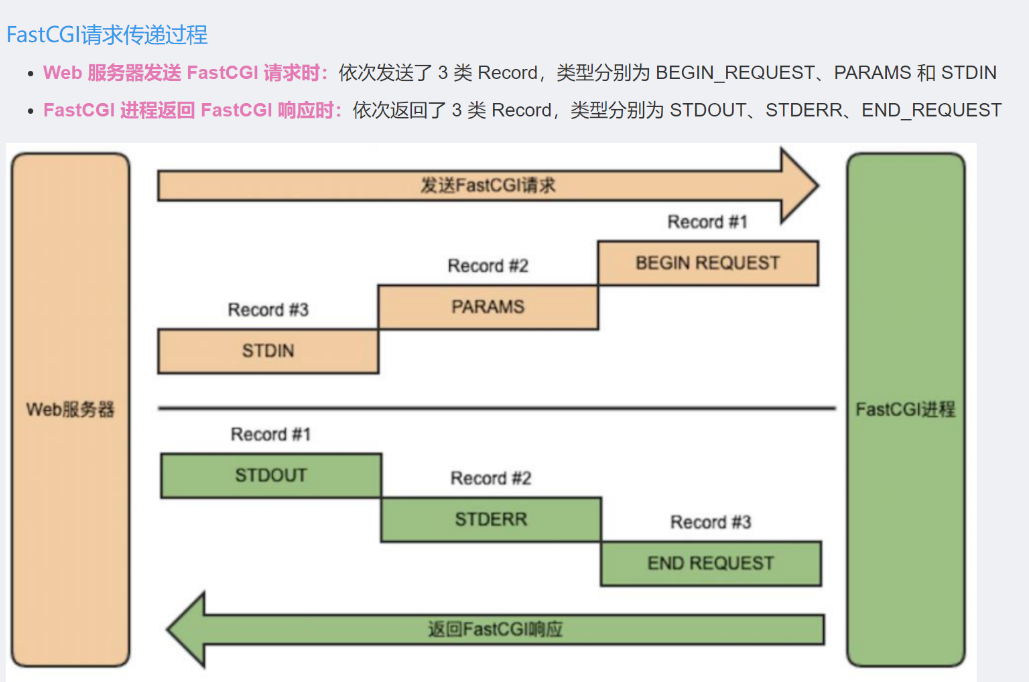 FastCGI请求传递过程
Web 服务器发送 FastCGI 请求时：依次发送了 3 类 Record，类型分别为 BEGIN_REQUEST、PARAMS 和 STDIN
FastCGI 进程返回 FastCGI 响应时：依次返回了 3 类 Record，类型分别为 STDOUT、STDERR、END_REQUEST
发送FastCGI请求
Record #1
BEGIN REQUEST
Record #2
PARAMS
Record #3
STDIN
Web服务器
FastCGI进程
Record #1
STDOUT
Record #2
STDERR
Record #3
END REQUEST
返回FastCGI响应